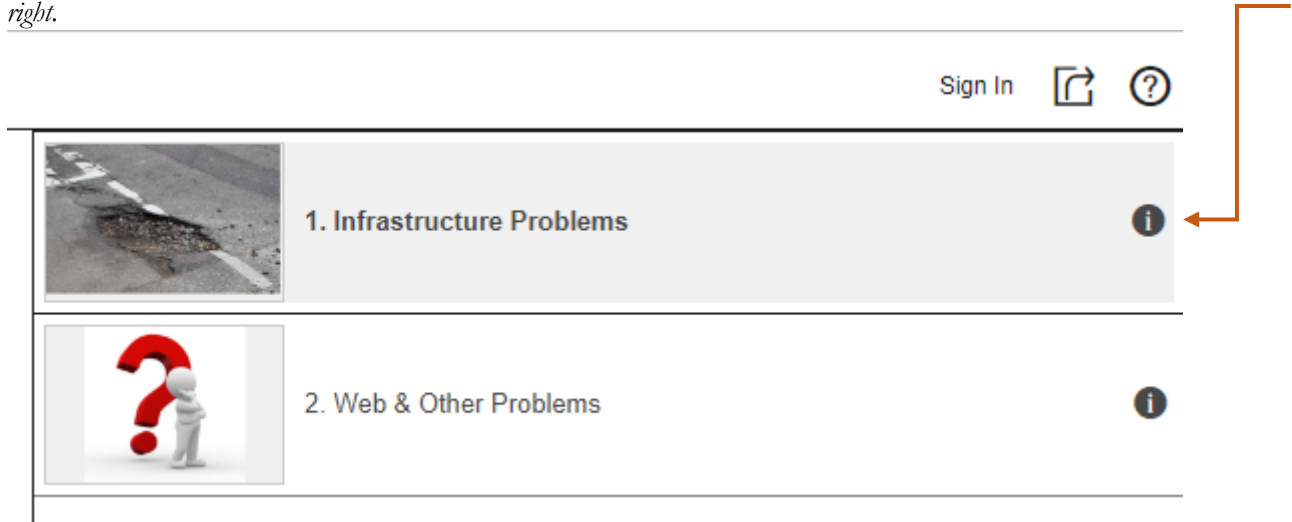 right.
Sign In
1. Infrastructure Problems
2. Web & Other Problems